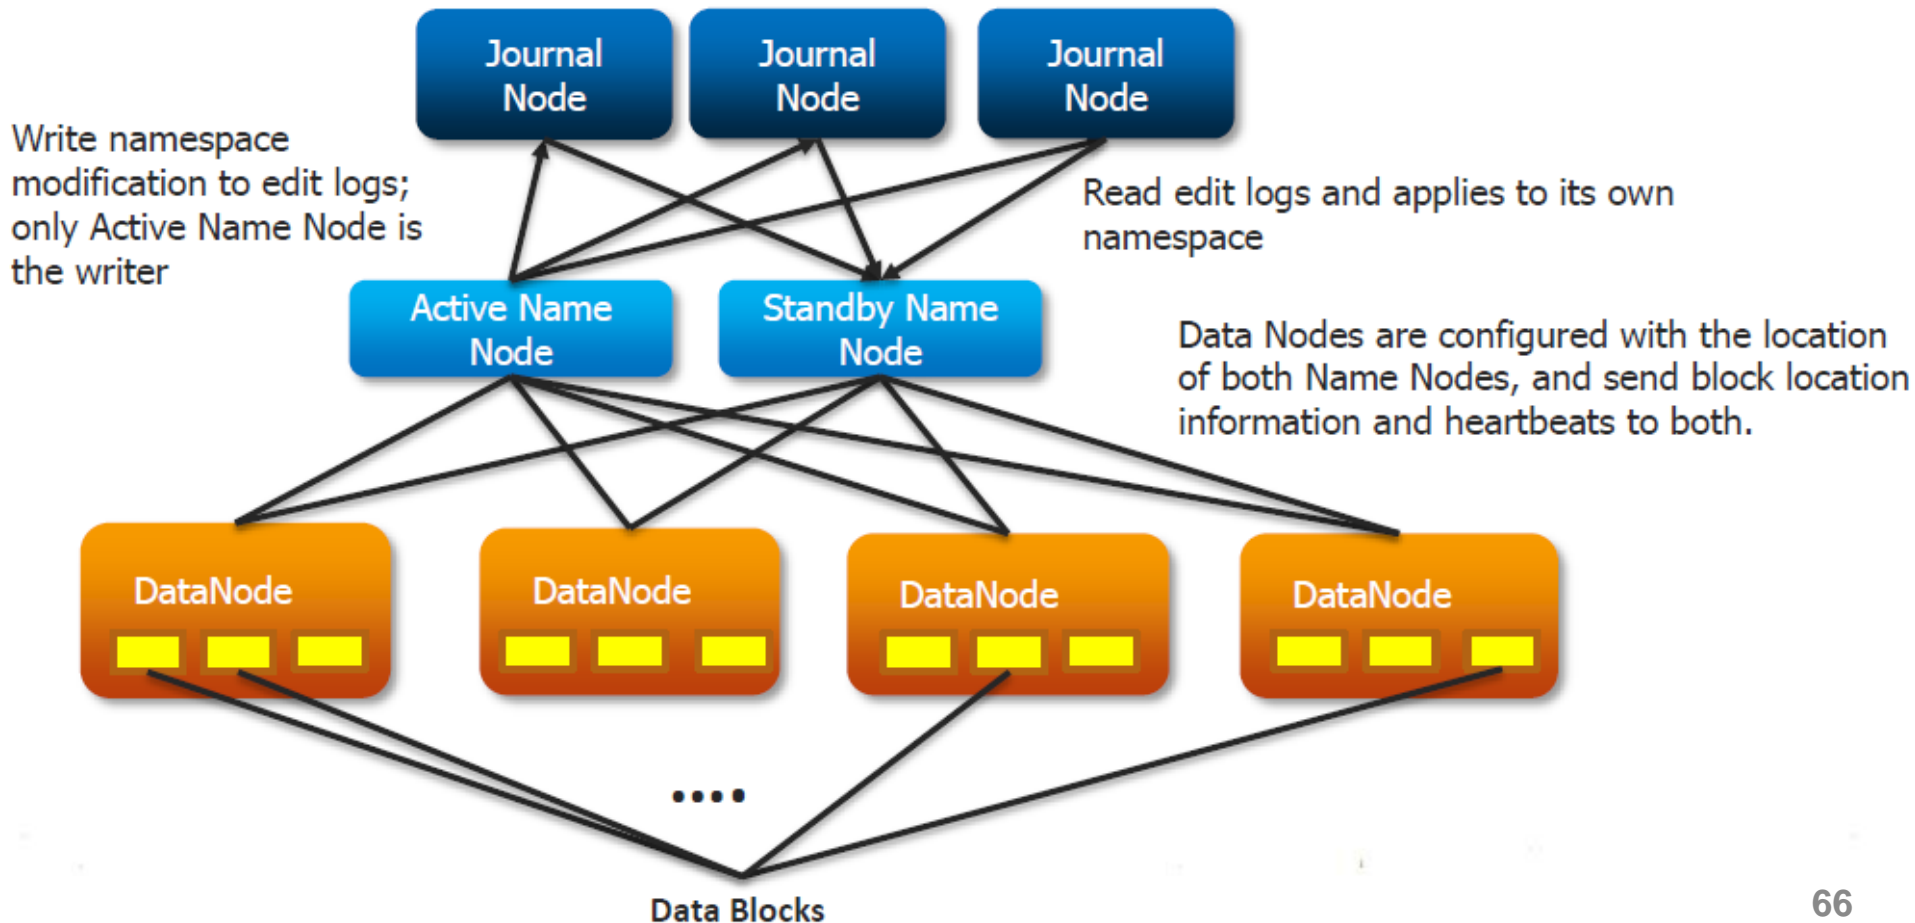 Journal
Node
Journal
Node
Journal
Node
Write namespace
modification to edit logs;
only Active Name Node is
the writer
Read edit logs and applies to its own
namespace
Active Name
Node
Standby Name
Node
Data Nodes are configured with the location
of both Name Nodes, and send block location
information and heartbeats to both.
DataNode
DataNode
DataNode
DataNode
....
Data Blocks
66